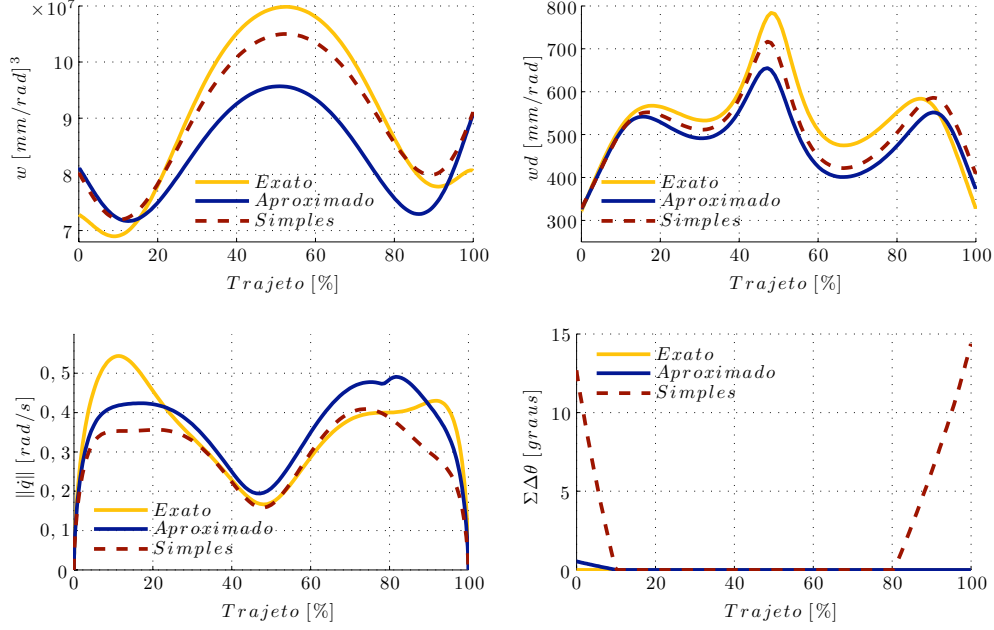 ×10⁷
w [mm/rad]³
10
9
8
7
0 20 40 60 80 100
Trajeto [%]
Exato
Aproximado
Simples
wd [mm/rad]
800
700
600
500
400
300
0 20 40 60 80 100
Trajeto [%]
Exato
Aproximado
Simples
||q̇|| [rad/s]
0,5
0,4
0,3
0,2
0,1
0
0 20 40 60 80 100
Trajeto [%]
Exato
Aproximado
Simples
ΣΔθ [graus]
15
10
5
0
0 20 40 60 80 100
Trajeto [%]
Exato
Aproximado
Simples